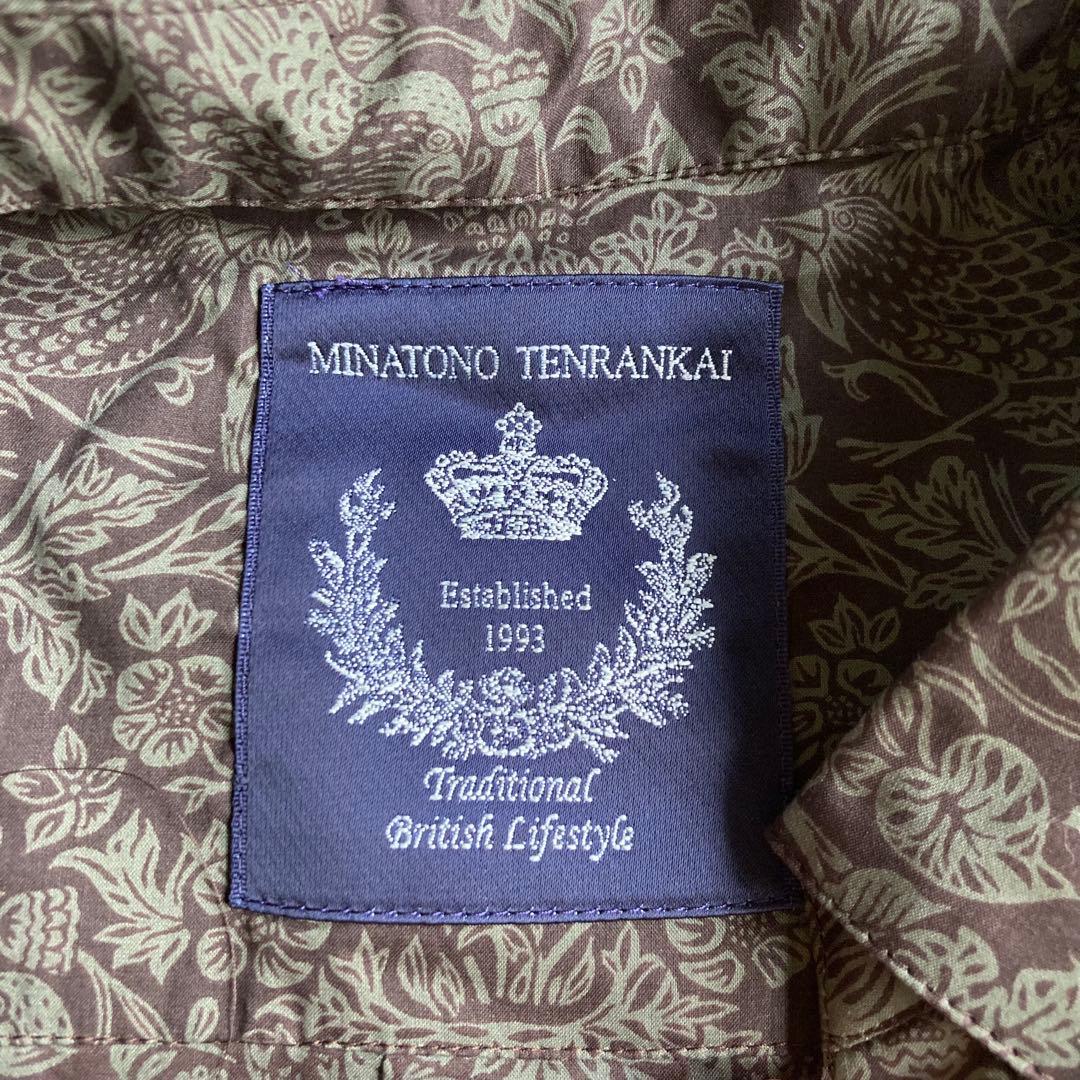 MINATONO TENRANKAI
Established
1993
Traditional
British Lifestyle